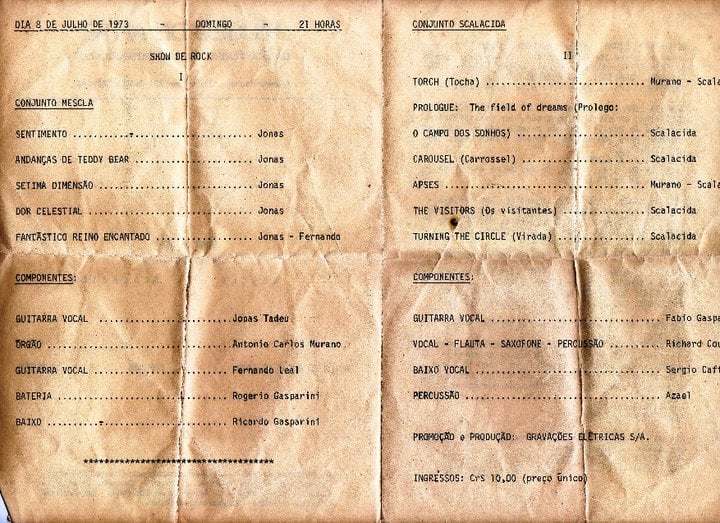 DIA 8 DE JULHO DE 1973 - DOMINGO - 21 HORAS
SHOW DE ROCK
I
CONJUNTO MESCLA
SENTIMENTO .................................. Jonas
ANDANÇAS DE TEDDY BEAR ...................... Jonas
SETIMA DIMENSÃO ............................. Jonas
DOR CELESTIAL ............................... Jonas
FANTÁSTICO REINO ENCANTADO .................. Jonas - Fernando
COMPONENTES:
GUITARRA VOCAL ........................ Jonas Tadeu
ÓRGÃO ................................. Antonio Carlos Murano
GUITARRA VOCAL ........................ Fernando Leal
BATERIA ............................... Rogerio Gasparini
BAIXO ................................. Ricardo Gasparini
***********************************
CONJUNTO SCALACIDA
II
TORCH (Tocha) ............................ Murano - Scala
PROLOGUE: The field of dreams (Prologo:
O CAMPO DOS SONHOS) ...................... Scalacida
CAROUSEL (Carrossel) ..................... Scalacida
APSES .................................... Murano - Scala
THE VISITORS (Os visitantes) ............. Scalacida
TURNING THE CIRCLE (Virada) .............. Scalacida
COMPONENTES:
GUITARRA VOCAL ............................. Fabio Gaspa
VOCAL - FLAUTA - SAXOFONE - PERCUSSÃO ....... Richard Cou
BAIXO VOCAL ................................ Sergio Caf
PERCUSSÃO .................................. Azael
PROMOÇÃO e PRODUÇÃO: GRAVAÇÕES ELÉTRICAS S/A.
INGRESSOS: Cr$ 10,00 (preço único)